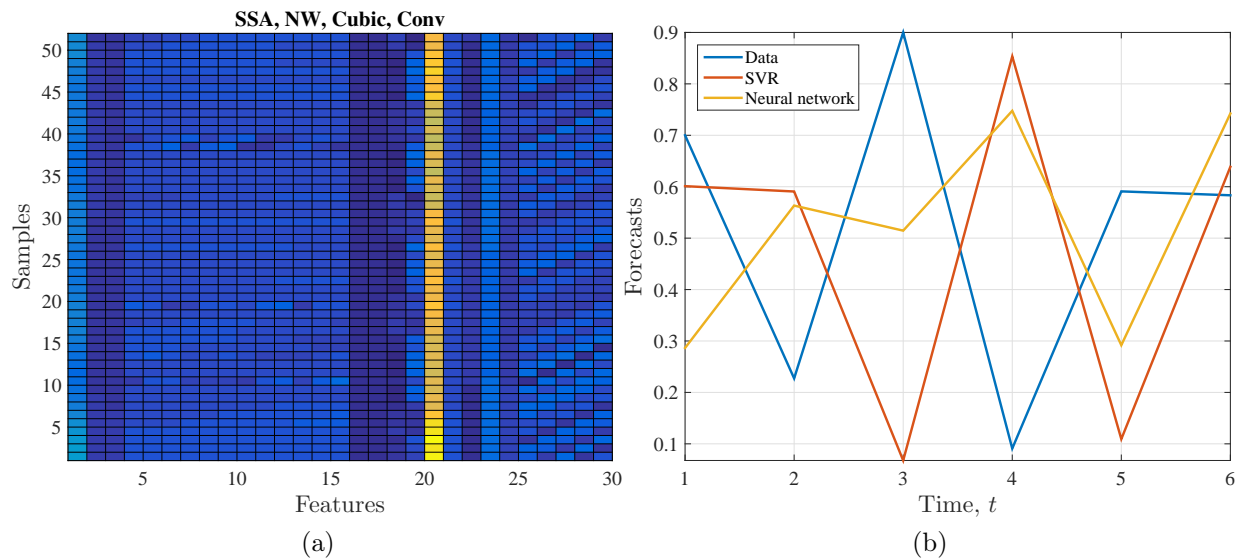 SSA, NW, Cubic, Conv
50
45
40
35
30
25
20
15
10
5
5 10 15 20 25 30
Samples
Features
(a)
Data
SVR
Neural network
0.9
0.8
0.7
0.6
0.5
0.4
0.3
0.2
0.1
1 2 3 4 5 6
Forecasts
Time, t
(b)